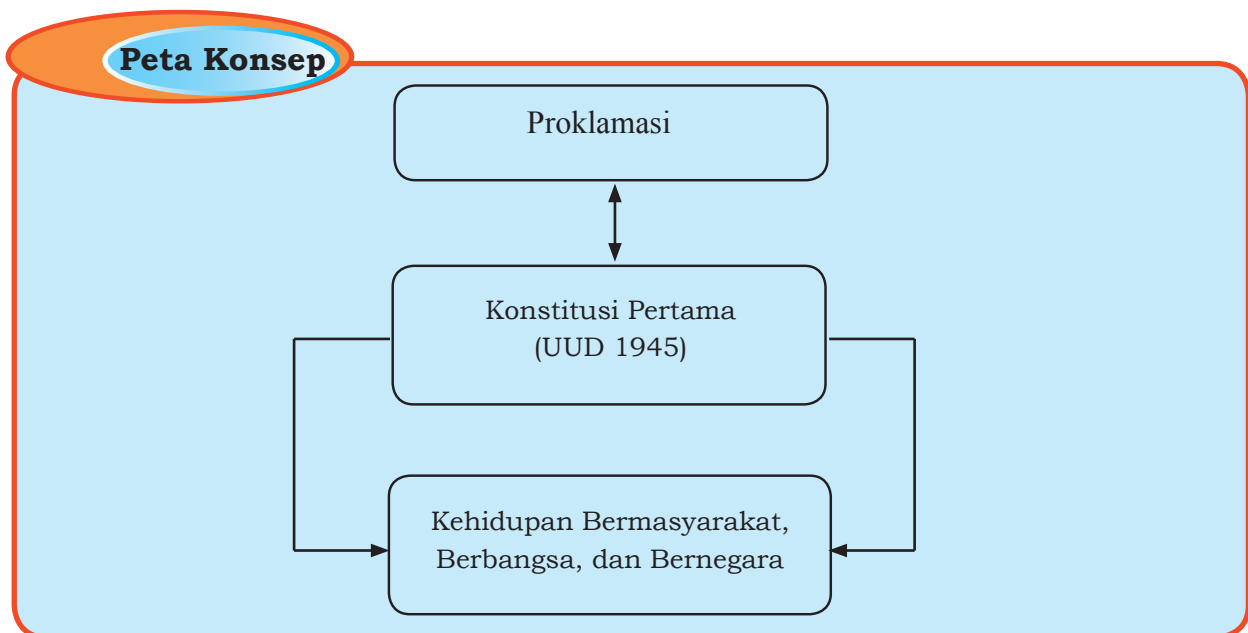 Peta Konsep
Proklamasi
Konstitusi Pertama
(UUD 1945)
Kehidupan Bermasyarakat,
Berbangsa, dan Bernegara